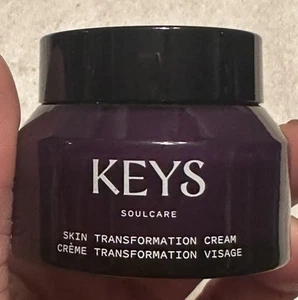 KEYS
SOULCARE
SKIN TRANSFORMATION CREAM
CRÈME TRANSFORMATION VISAGE